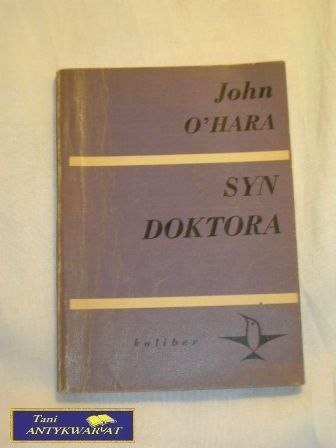 John
O'HARA
SYN
DOKTORA
koliber
Tani
ANTYKWARIAT